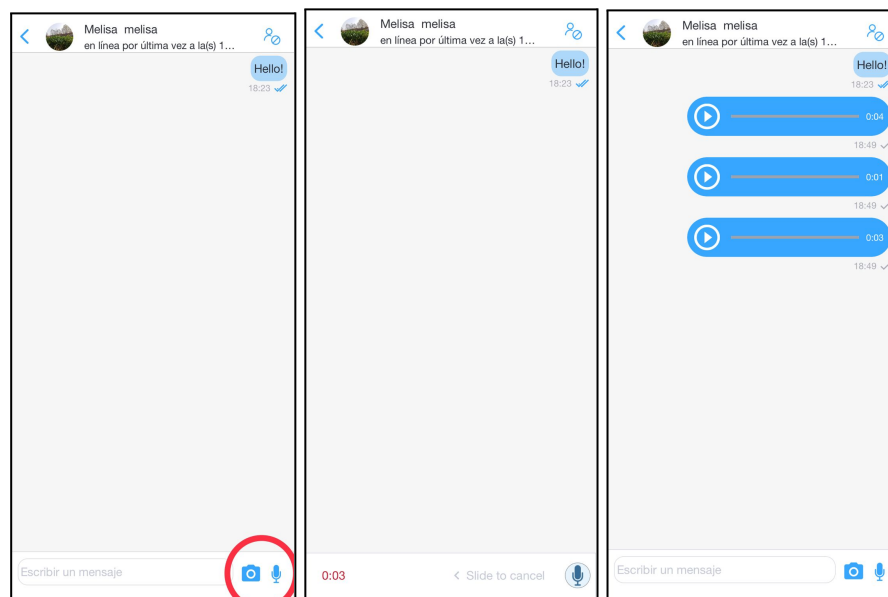 Melisa melisa
en línea por última vez a la(s) 1...
Hello!
18:23
Escribir un mensaje
Melisa melisa
en línea por última vez a la(s) 1...
Hello!
18:23
0:03
< Slide to cancel
Melisa melisa
en línea por última vez a la(s) 1...
Hello!
18:23
0:04
18:49
0:01
18:49
0:03
18:49
Escribir un mensaje